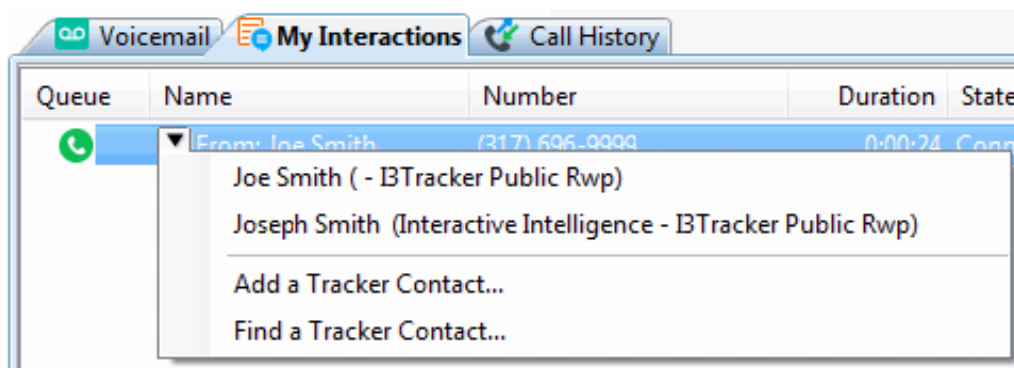 Voicemail My Interactions Call History
Queue Name Number Duration State
From: Joe Smith (317) 696-9999 0:00:24
Joe Smith ( - I3Tracker Public Rwp)
Joseph Smith (Interactive Intelligence - I3Tracker Public Rwp)
Add a Tracker Contact...
Find a Tracker Contact...